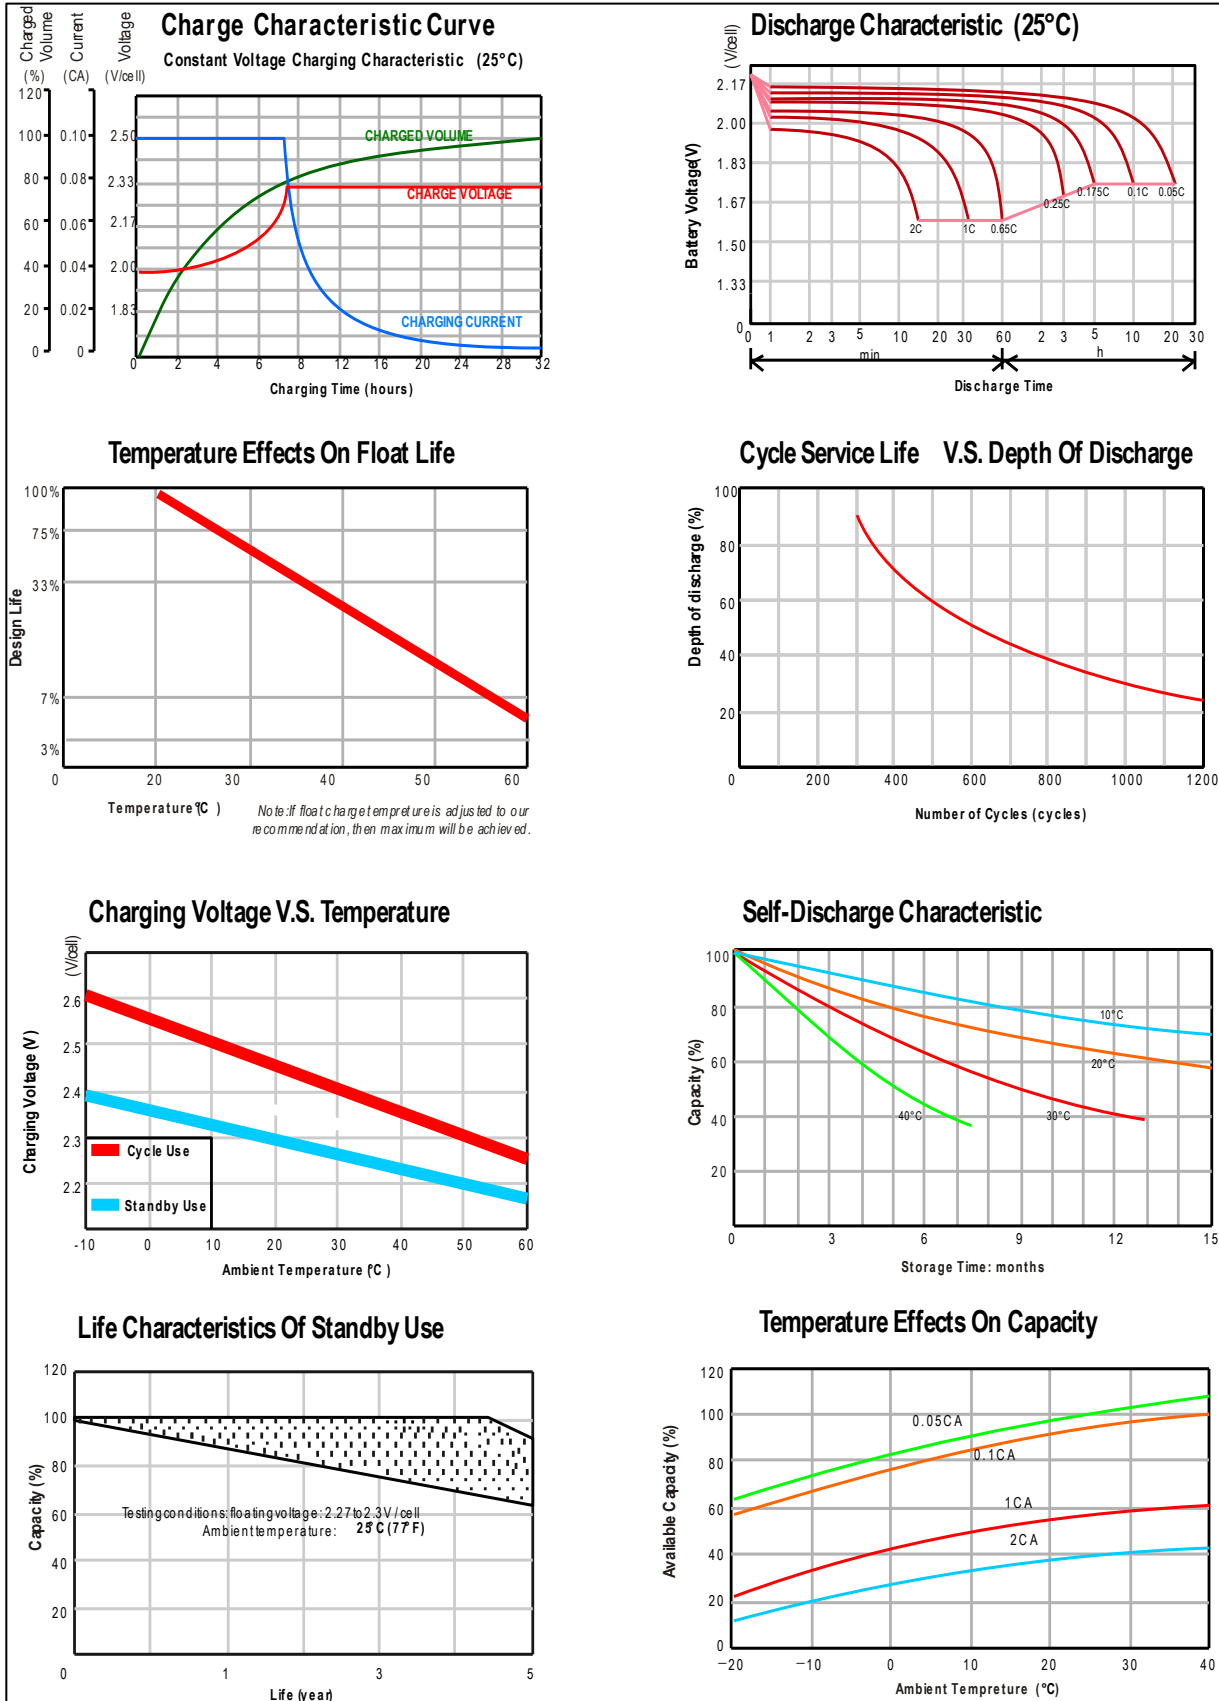 Charge Characteristic Curve
Constant Voltage Charging Characteristic (25°C)
Charged Volume
Current
Voltage
(%)
(CA)
(V/cell)
120
100
80
60
40
20
0
0.10
0.08
0.06
0.04
0.02
0
2.50
2.33
2.17
2.00
1.83
CHARGED VOLUME
CHARGE VOLTAGE
CHARGING CURRENT
0 2 4 6 8 12 16 20 24 28 32
Charging Time (hours)
Discharge Characteristic (25°C)
(V/cell)
Battery Voltage(V)
2.17
2.00
1.83
1.67
1.50
1.33
0
2C 1C 0.65C 0.25C 0.175C 0.1C 0.05C
0 1 2 3 5 10 20 30 60 2 3 5 10 20 30
min h
Discharge Time
Temperature Effects On Float Life
Design Life
100%
75%
33%
7%
3%
0 20 30 40 50 60
Temperature(°C )
Note:If float charge tempreture is adjusted to our
recommendation, then maximum will be achieved.
Cycle Service Life V.S. Depth Of Discharge
Depth of discharge (%)
100
80
60
40
20
0 200 400 600 800 1000 1200
Number of Cycles (cycles)
Charging Voltage V.S. Temperature
(V/cell)
Charging Voltage (V)
2.6
2.5
2.4
2.3
2.2
Cycle Use
Standby Use
-10 0 10 20 30 40 50 60
Ambient Temperature (°C )
Self-Discharge Characteristic
Capacity (%)
100
80
60
40
20
10°C
20°C
30°C
40°C
0 3 6 9 12 15
Storage Time: months
Life Characteristics Of Standby Use
Capacity (%)
120
100
80
60
40
20
Testing conditions: floating voltage: 2.27 to 2.3V / cell
Ambient temperature: 25°C (77°F)
0 1 3 5
Life (year)
Temperature Effects On Capacity
Available Capacity (%)
120
100
80
60
40
20
0
0.05CA
0.1CA
1CA
2CA
−20 −10 0 10 20 30 40
Ambient Tempreture (°C)